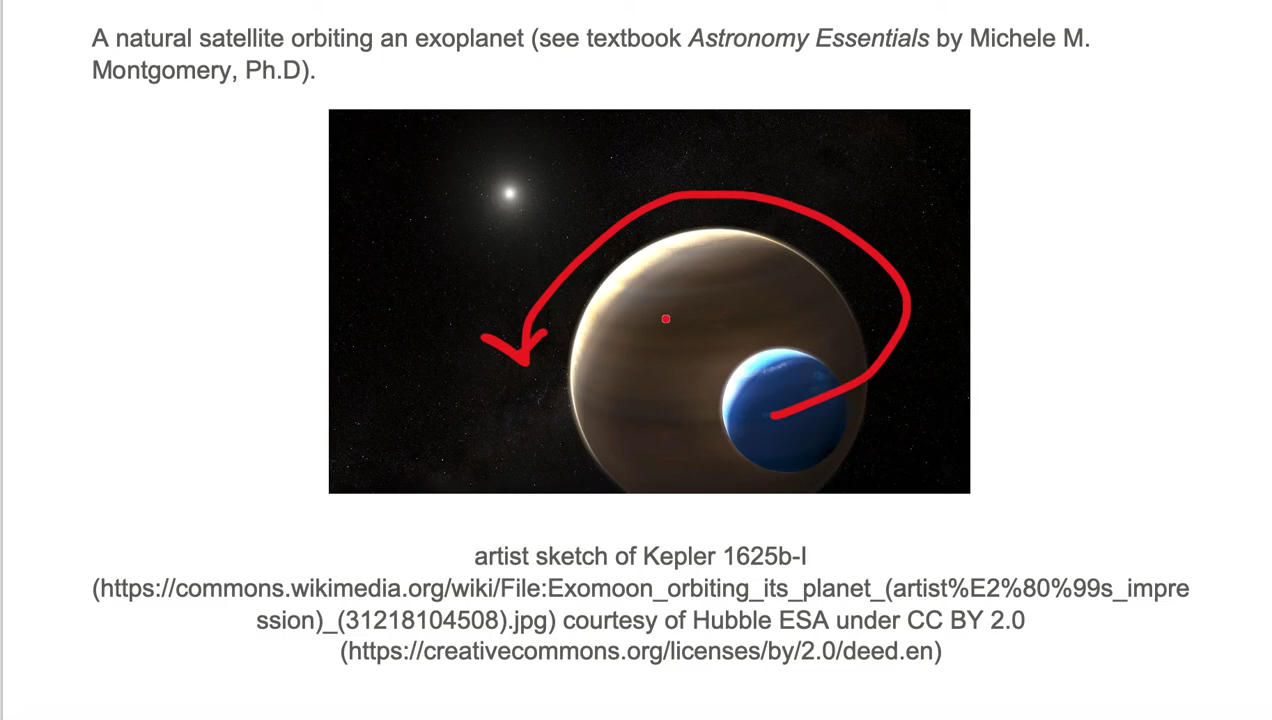 A natural satellite orbiting an exoplanet (see textbook Astronomy Essentials by Michele M.
Montgomery, Ph.D).
artist sketch of Kepler 1625b-I
(https://commons.wikimedia.org/wiki/File:Exomoon_orbiting_its_planet_(artist%E2%80%99s_impre
ssion)_(31218104508).jpg) courtesy of Hubble ESA under CC BY 2.0
(https://creativecommons.org/licenses/by/2.0/deed.en)